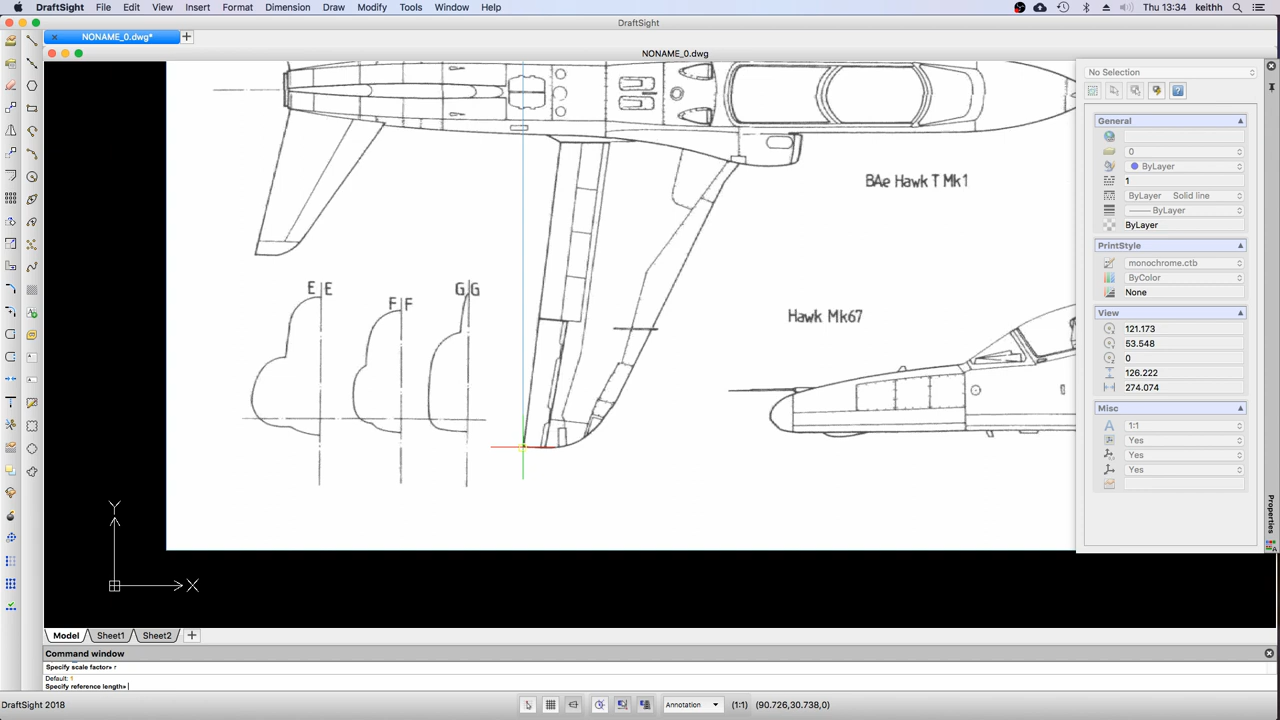 DraftSight File Edit View Insert Format Dimension Draw Modify Tools Window Help Thu 13:34 keithh
DraftSight
NONAME_0.dwg*
NONAME_0.dwg
No Selection
General
0
ByLayer
1
ByLayer Solid line
ByLayer
ByLayer
PrintStyle
monochrome.ctb
ByColor
None
View
121.173
53.548
0
126.222
274.074
Misc
1:1
Yes
Yes
Yes
Properties
BAe Hawk T Mk1
E E
F F
G G
Hawk Mk67
Y
X
Model Sheet1 Sheet2
Command window
Specify scale factor» r
Default: 1
Specify reference length»
DraftSight 2018 Annotation (1:1) (90.726,30.738,0)